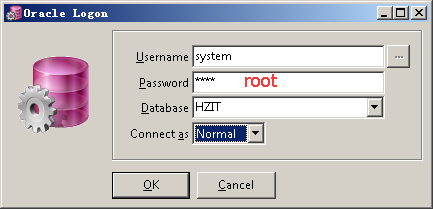 Oracle Logon
Username system ...
Password **** root
Database HZIT
Connect as Normal
OK Cancel